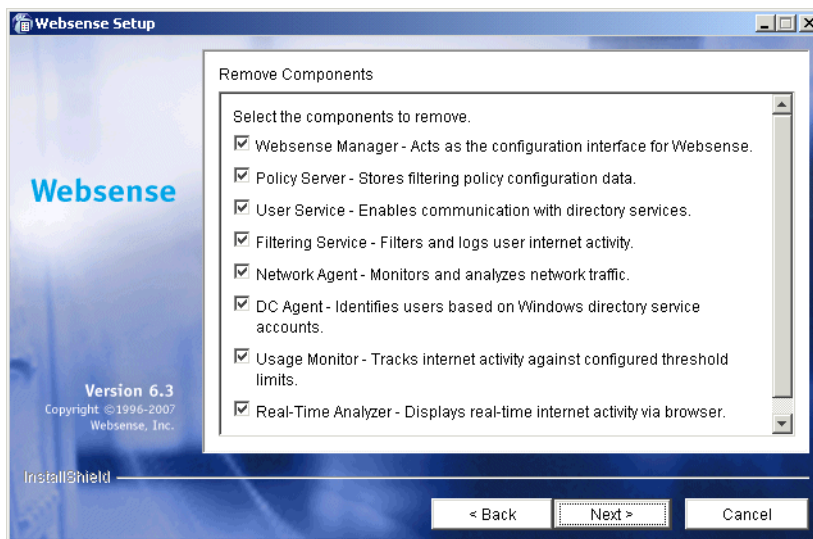 Websense Setup
Remove Components
Select the components to remove.
Websense Manager - Acts as the configuration interface for Websense.
Policy Server - Stores filtering policy configuration data.
User Service - Enables communication with directory services.
Filtering Service - Filters and logs user internet activity.
Network Agent - Monitors and analyzes network traffic.
DC Agent - Identifies users based on Windows directory service
accounts.
Usage Monitor - Tracks internet activity against configured threshold
limits.
Real-Time Analyzer - Displays real-time internet activity via browser.
Websense
Version 6.3
Copyright ©1996-2007
Websense, Inc.
InstallShield
< Back
Next >
Cancel